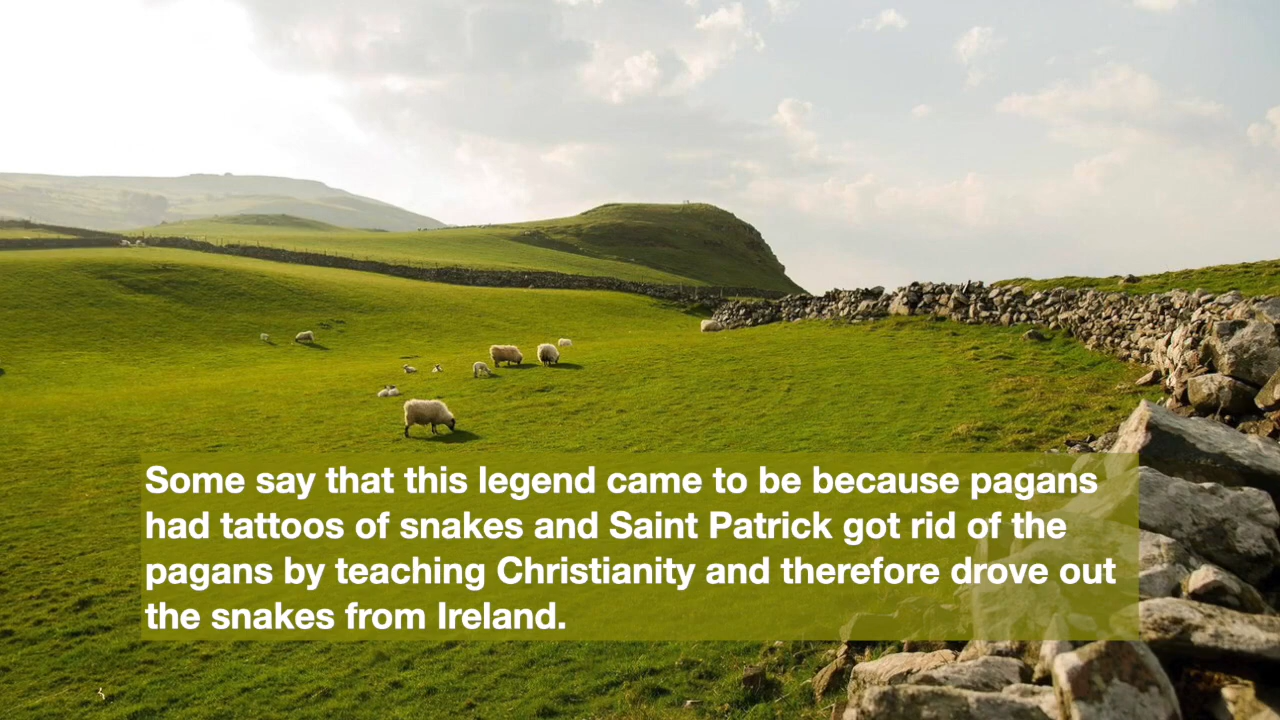 Some say that this legend came to be because pagans
had tattoos of snakes and Saint Patrick got rid of the
pagans by teaching Christianity and therefore drove out
the snakes from Ireland.